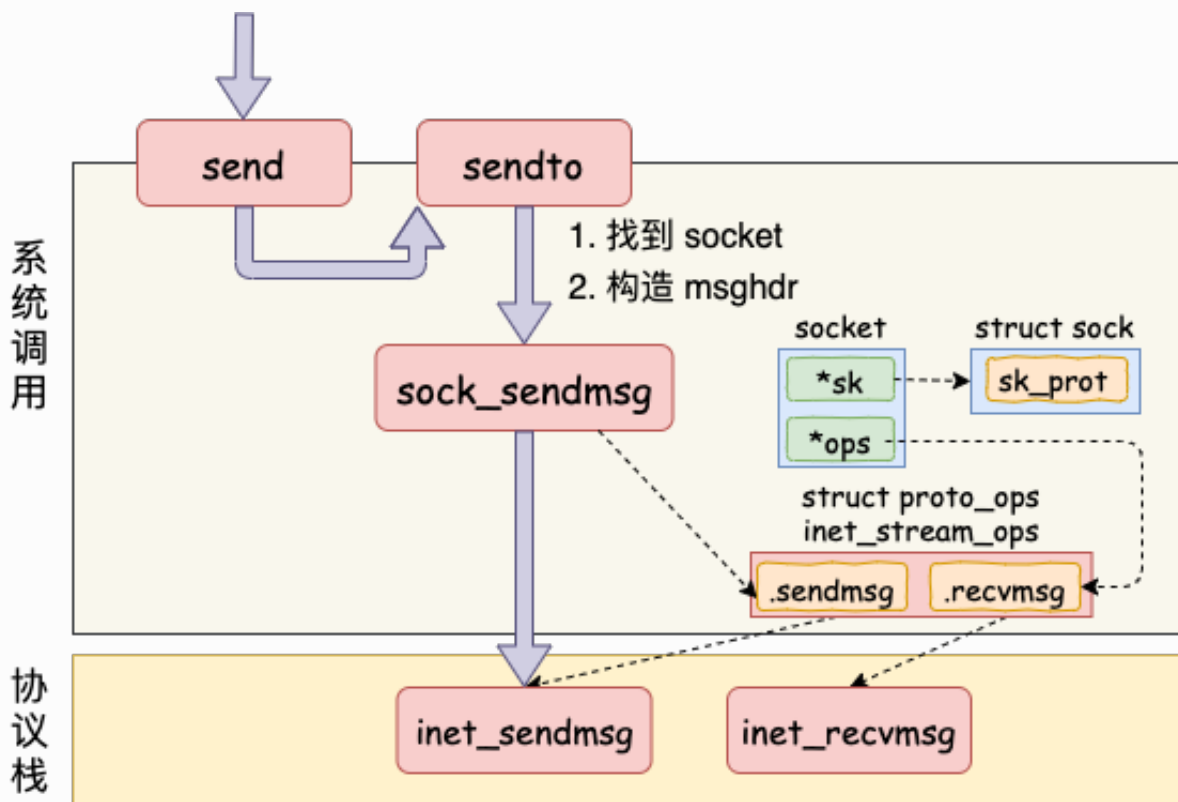 send
sendto
1. 找到 socket
2. 构造 msghdr
系统调用
socket
struct sock
*sk
sk_prot
sock_sendmsg
*ops
struct proto_ops
inet_stream_ops
.sendmsg
.recvmsg
协议栈
inet_sendmsg
inet_recvmsg